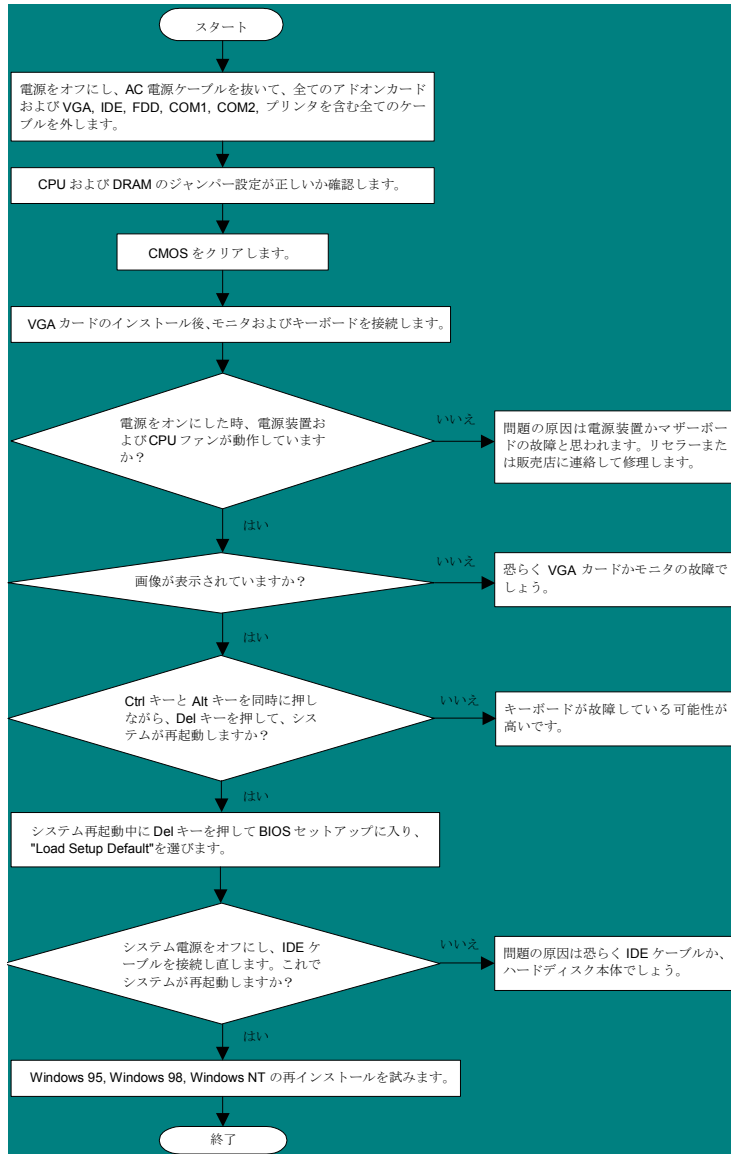 スタート
電源をオフにし、AC 電源ケーブルを抜いて、全てのアドオンカード
および VGA, IDE, FDD, COM1, COM2, プリンタを含む全てのケー
ブルを外します。
CPU および DRAM のジャンパー設定が正しいか確認します。
CMOS をクリアします。
VGA カードのインストール後、モニタおよびキーボードを接続します。
電源をオンにした時、電源装置お
よび CPU ファンが動作しています
か？
いいえ
問題の原因は電源装置かマザーボー
ドの故障と思われます。リセラーまた
は販売店に連絡して修理します。
はい
画像が表示されていますか？
いいえ
恐らく VGA カードかモニタの故障で
しょう。
はい
Ctrl キーと Alt キーを同時に押し
ながら、Del キーを押して、シス
テムが再起動しますか？
いいえ
キーボードが故障している可能性が
高いです。
はい
システム再起動中に Del キーを押して BIOS セットアップに入り、
"Load Setup Default"を選びます。
システム電源をオフにし、IDE ケ
ーブルを接続し直します。これで
システムが再起動しますか？
いいえ
問題の原因は恐らく IDE ケーブルか、
ハードディスク本体でしょう。
はい
Windows 95, Windows 98, Windows NT の再インストールを試みます。
終了